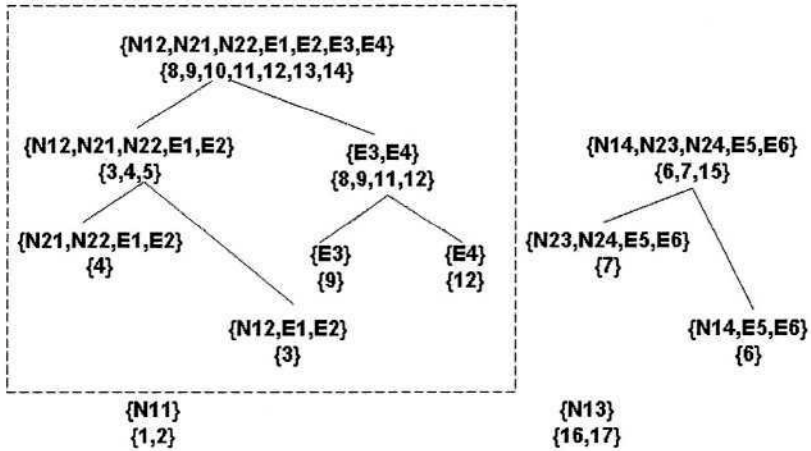 {N12,N21,N22,E1,E2,E3,E4}
{8,9,10,11,12,13,14}
{N12,N21,N22,E1,E2}
{3,4,5}
{E3,E4}
{8,9,11,12}
{N14,N23,N24,E5,E6}
{6,7,15}
{N21,N22,E1,E2}
{4}
{E3}
{9}
{E4}
{12}
{N23,N24,E5,E6}
{7}
{N12,E1,E2}
{3}
{N14,E5,E6}
{6}
{N11}
{1,2}
{N13}
{16,17}